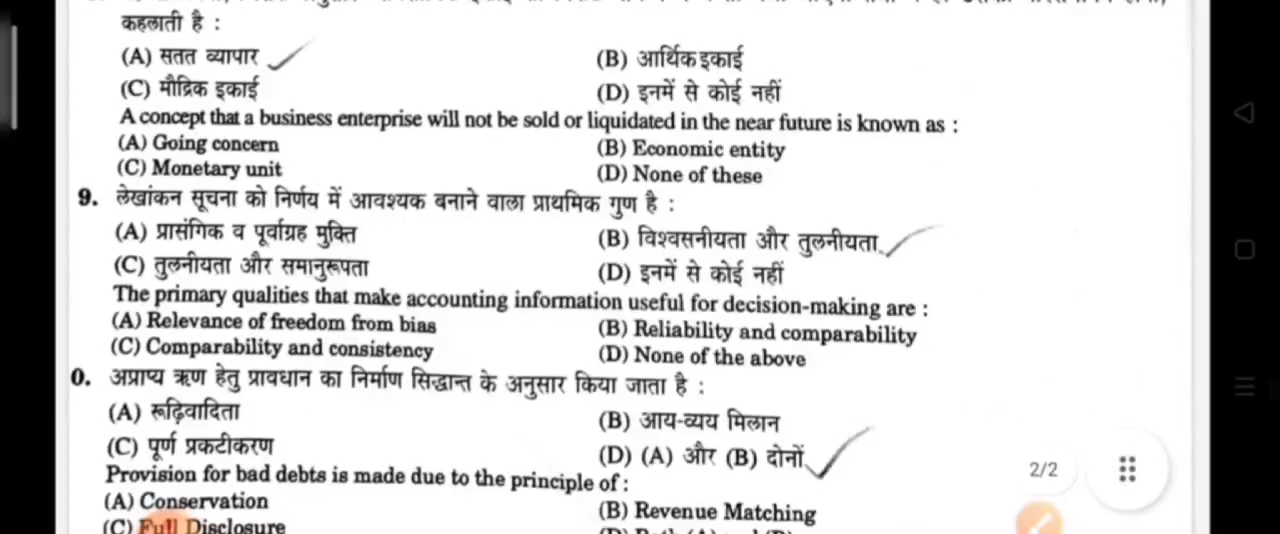 कहलाती है :
(A) सतत व्यापार (B) आर्थिक इकाई
(C) मौद्रिक इकाई (D) इनमें से कोई नहीं
A concept that a business enterprise will not be sold or liquidated in the near future is known as :
(A) Going concern (B) Economic entity
(C) Monetary unit (D) None of these
9. लेखांकन सूचना को निर्णय में आवश्यक बनाने वाला प्राथमिक गुण है :
(A) प्रासंगिक व पूर्वाग्रह मुक्ति (B) विश्वसनीयता और तुलनीयता
(C) तुलनीयता और समानुरूपता (D) इनमें से कोई नहीं
The primary qualities that make accounting information useful for decision-making are :
(A) Relevance of freedom from bias (B) Reliability and comparability
(C) Comparability and consistency (D) None of the above
0. अप्राप्य ऋण हेतु प्रावधान का निर्माण सिद्धान्त के अनुसार किया जाता है :
(A) रूढ़िवादिता (B) आय-व्यय मिलान
(C) पूर्ण प्रकटीकरण (D) (A) और (B) दोनों
Provision for bad debts is made due to the principle of :
(A) Conservation (B) Revenue Matching
(C) Full Disclosure
2/2